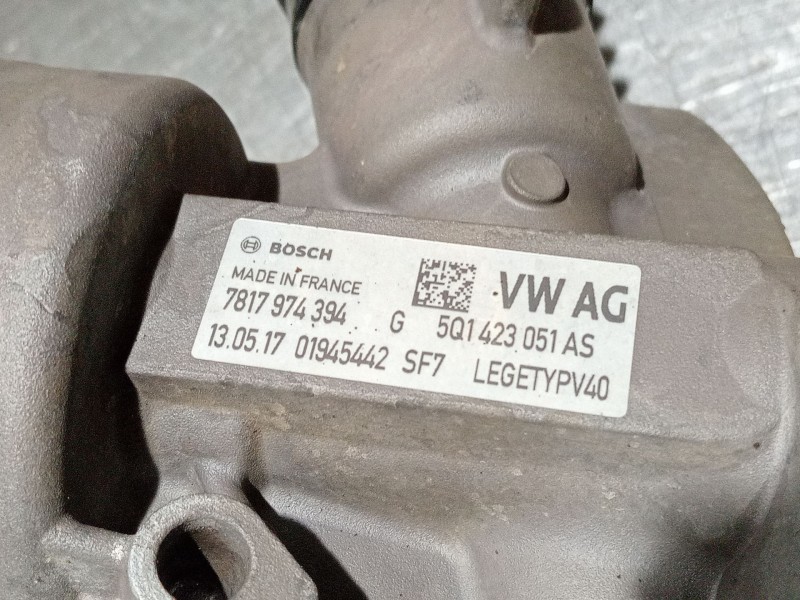 BOSCH
VW AG
MADE IN FRANCE
7817 974 394 G 5Q1 423 051 AS
13.05.17 01945442 SF7 LEGETYPV40